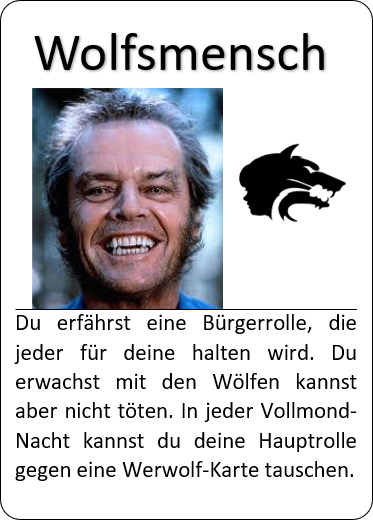 Wolfsmensch
Du erfährst eine Bürgerrolle, die
jeder für deine halten wird. Du
erwachst mit den Wölfen kannst
aber nicht töten. In jeder Vollmond-
Nacht kannst du deine Hauptrolle
gegen eine Werwolf-Karte tauschen.